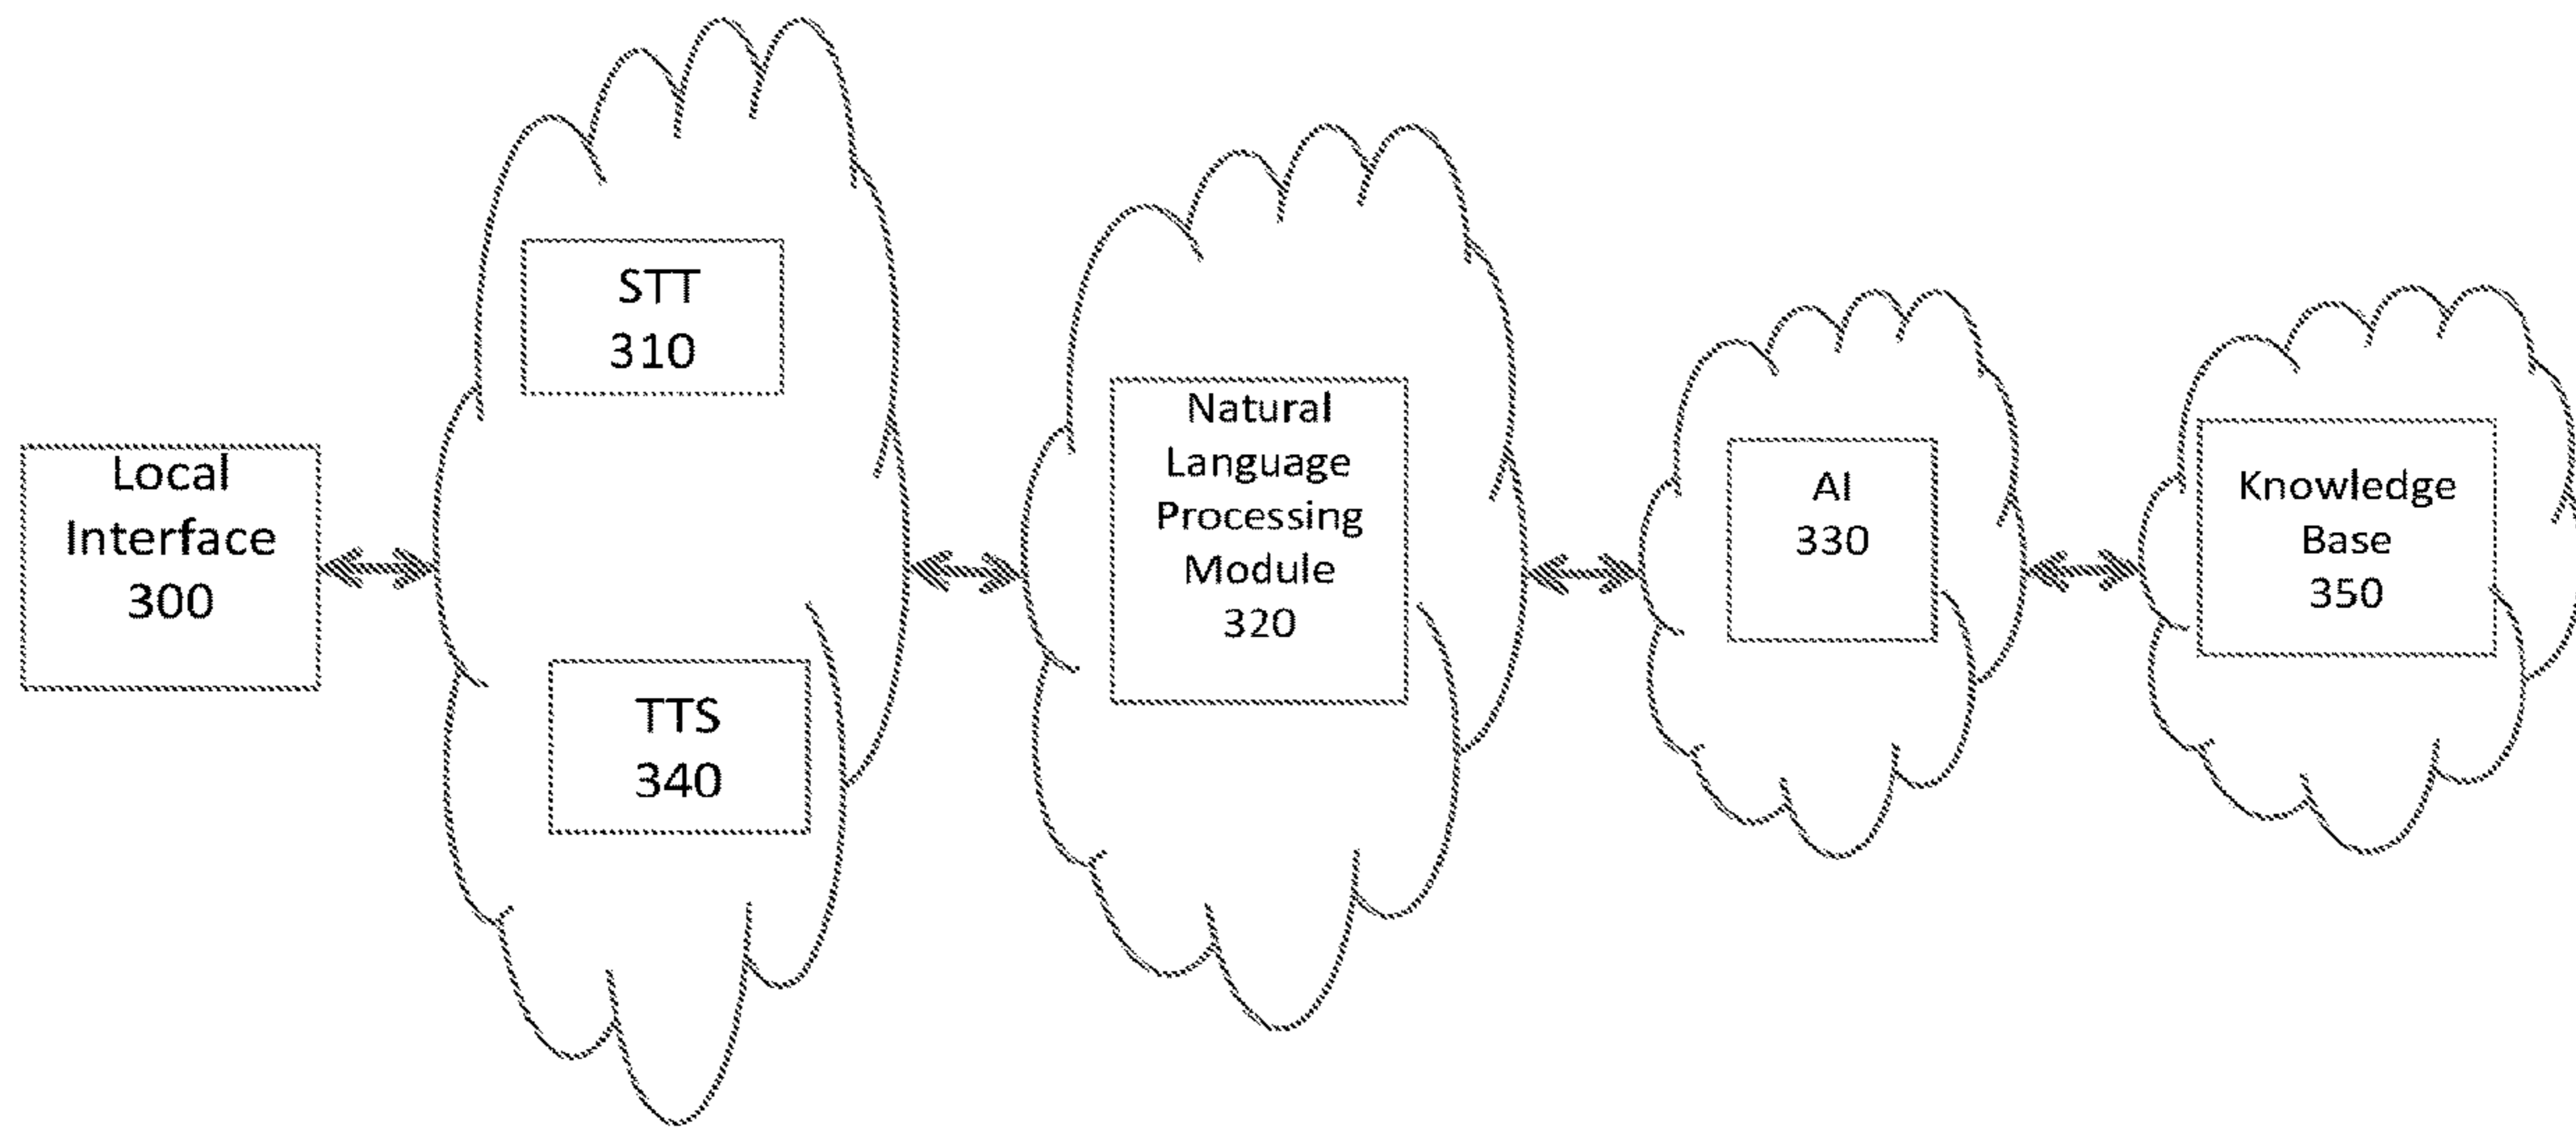 Local
Interface
300
STT
310
TTS
340
Natural
Language
Processing
Module
320
AI
330
Knowledge
Base
350